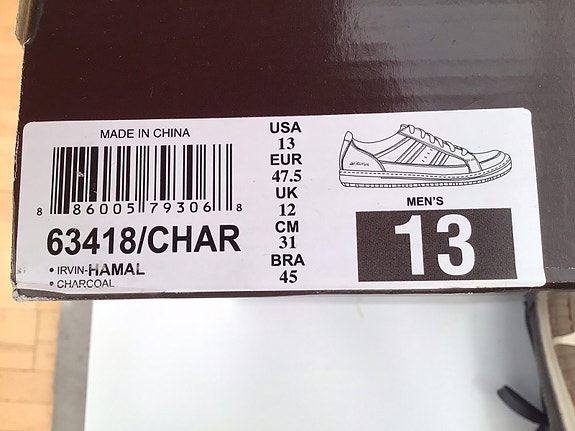 MADE IN CHINA
8 86005 79306 8
63418/CHAR
• IRVIN-HAMAL
• CHARCOAL
USA
13
EUR
47.5
UK
12
CM
31
BRA
45
MEN'S
13